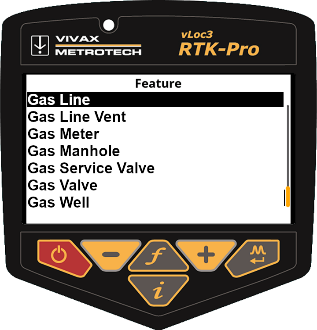 VIVAX
METROTECH
vLoc3
RTK-Pro
Feature
Gas Line
Gas Line Vent
Gas Meter
Gas Manhole
Gas Service Valve
Gas Valve
Gas Well
f
i